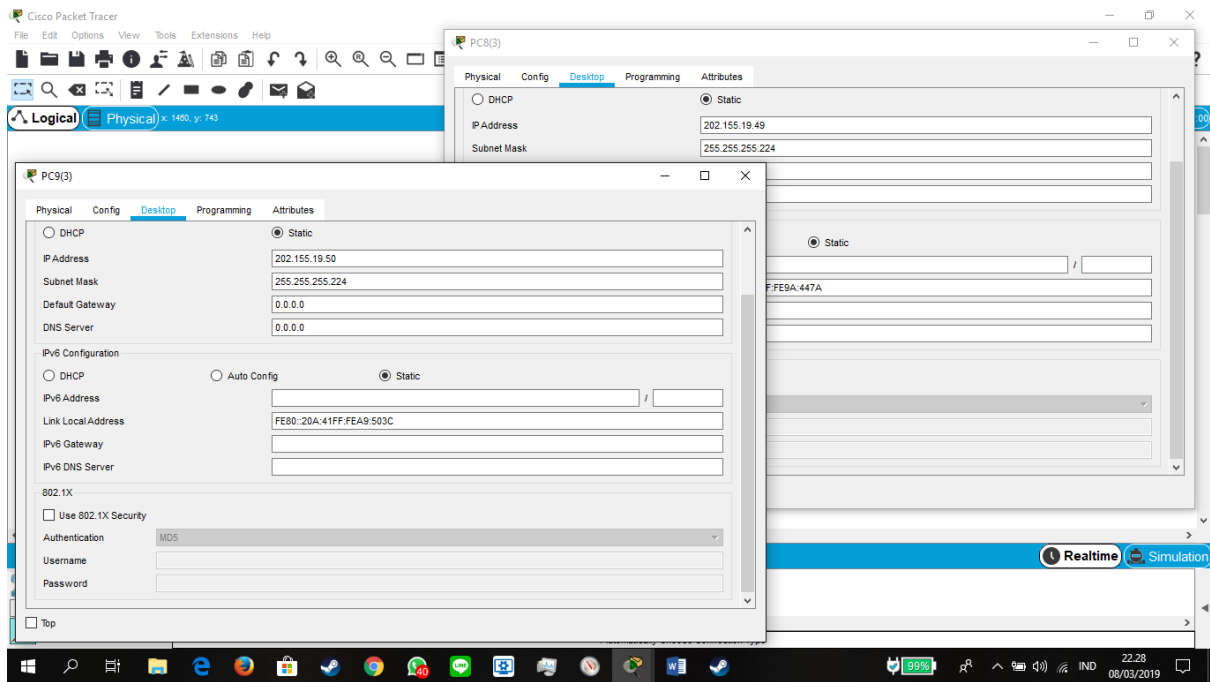 Cisco Packet Tracer
File Edit Options View Tools Extensions Help
Logical Physical x: 1460, y: 743
PC8(3)
Physical Config Desktop Programming Attributes
DHCP Static
IP Address 202.155.19.49
Subnet Mask 255.255.255.224
Static
/
F:FE9A:447A
PC9(3)
Physical Config Desktop Programming Attributes
DHCP Static
IP Address 202.155.19.50
Subnet Mask 255.255.255.224
Default Gateway 0.0.0.0
DNS Server 0.0.0.0
IPv6 Configuration
DHCP Auto Config Static
IPv6 Address /
Link Local Address FE80::20A:41FF:FEA9:503C
IPv6 Gateway
IPv6 DNS Server
802.1X
Use 802.1X Security
Authentication MD5
Username
Password
Top
Realtime Simulation
99% IND 22.28
08/03/2019